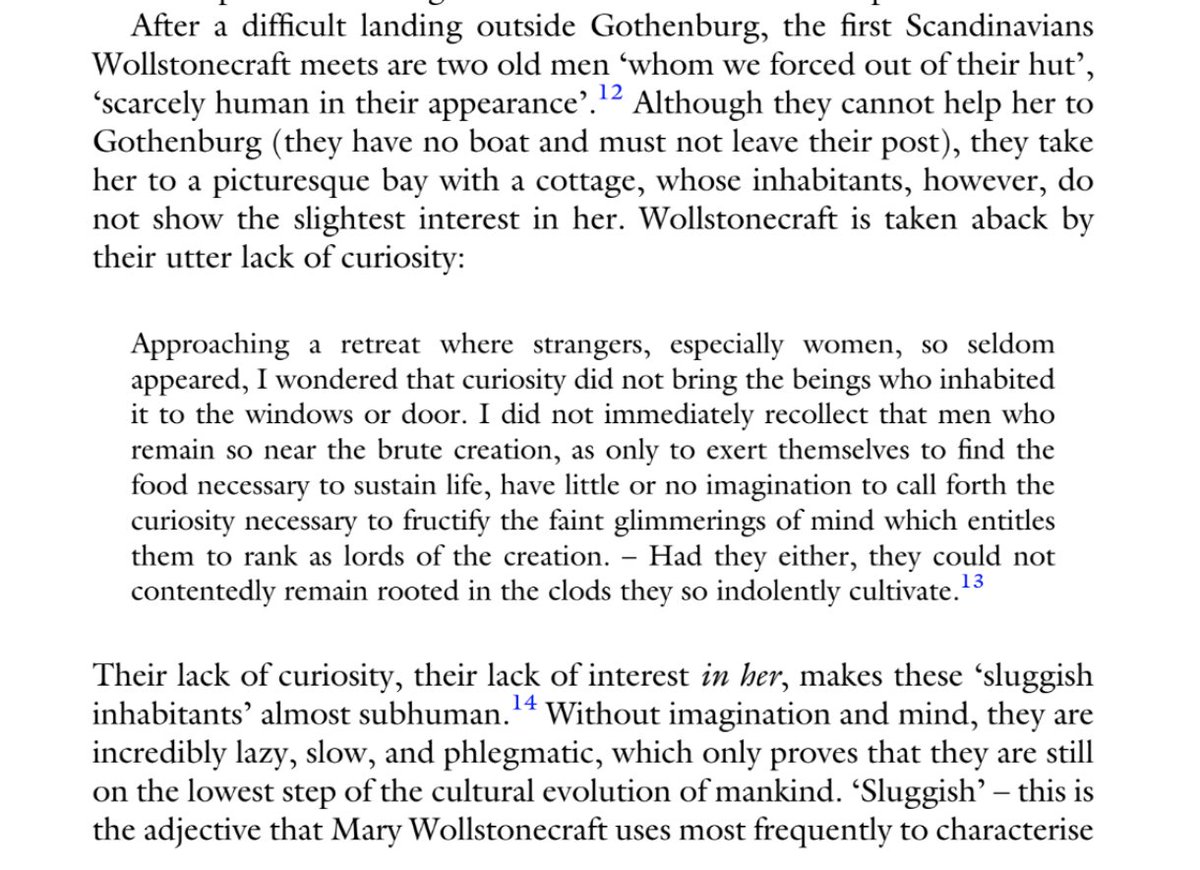 After a difficult landing outside Gothenburg, the first Scandinavians
Wollstonecraft meets are two old men ‘whom we forced out of their hut’,
‘scarcely human in their appearance’.12 Although they cannot help her to
Gothenburg (they have no boat and must not leave their post), they take
her to a picturesque bay with a cottage, whose inhabitants, however, do
not show the slightest interest in her. Wollstonecraft is taken aback by
their utter lack of curiosity:
Approaching a retreat where strangers, especially women, so seldom
appeared, I wondered that curiosity did not bring the beings who inhabited
it to the windows or door. I did not immediately recollect that men who
remain so near the brute creation, as only to exert themselves to find the
food necessary to sustain life, have little or no imagination to call forth the
curiosity necessary to fructify the faint glimmerings of mind which entitles
them to rank as lords of the creation. – Had they either, they could not
contentedly remain rooted in the clods they so indolently cultivate.13
Their lack of curiosity, their lack of interest in her, makes these ‘sluggish
inhabitants’ almost subhuman.14 Without imagination and mind, they are
incredibly lazy, slow, and phlegmatic, which only proves that they are still
on the lowest step of the cultural evolution of mankind. ‘Sluggish’ – this is
the adjective that Mary Wollstonecraft uses most frequently to characterise